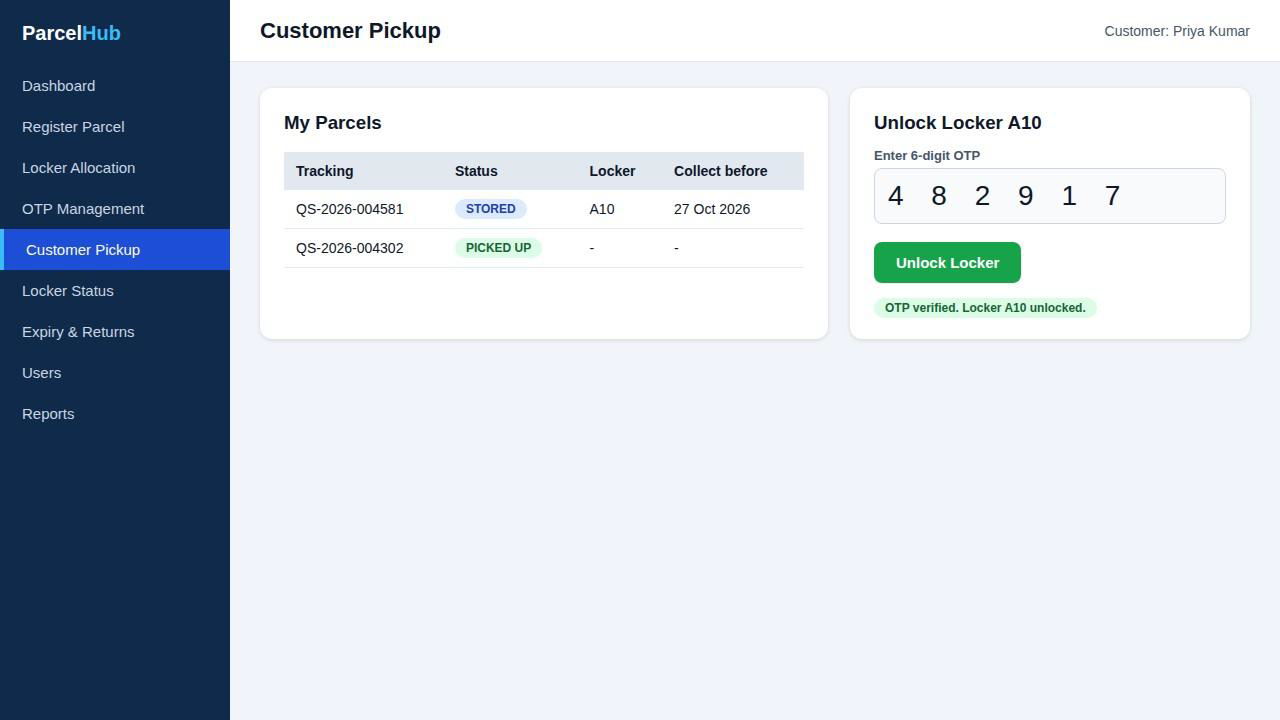 ParcelHub
Dashboard
Register Parcel
Locker Allocation
OTP Management
Customer Pickup
Locker Status
Expiry & Returns
Users
Reports
Customer Pickup
Customer: Priya Kumar
My Parcels
Tracking Status Locker Collect before
QS-2026-004581 STORED A10 27 Oct 2026
QS-2026-004302 PICKED UP - -
Unlock Locker A10
Enter 6-digit OTP
4 8 2 9 1 7
Unlock Locker
OTP verified. Locker A10 unlocked.